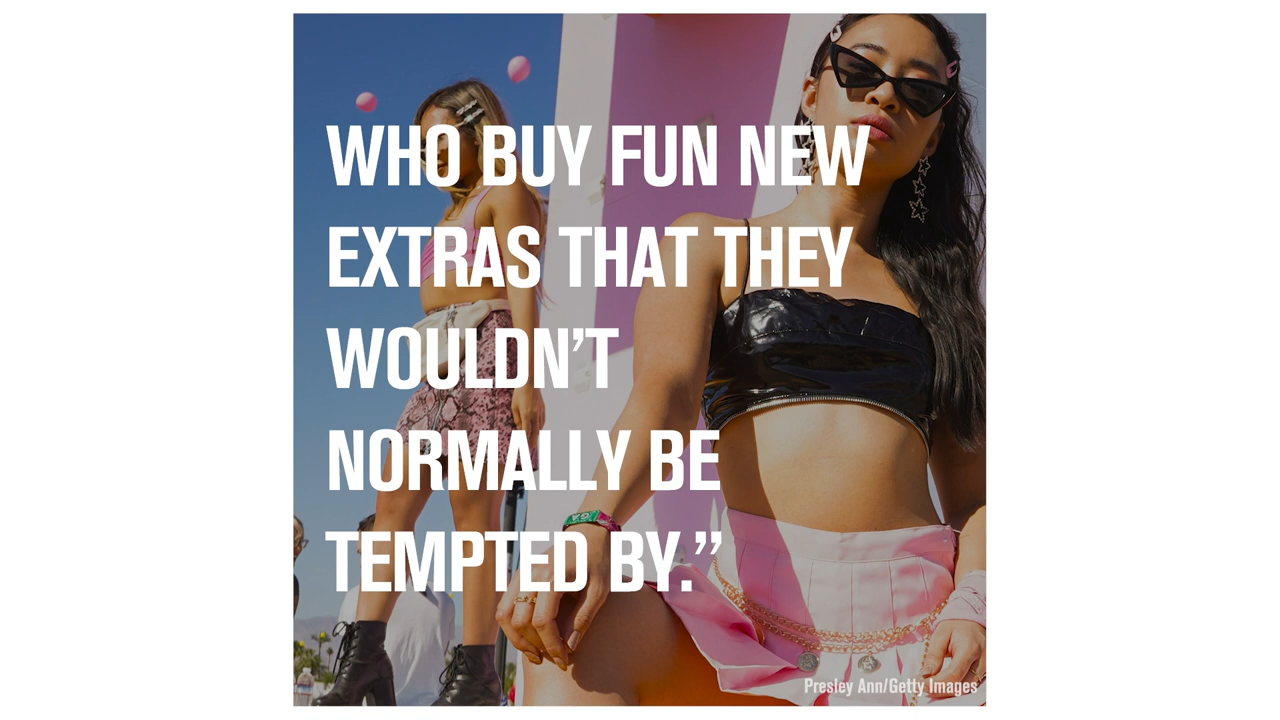 WHO BUY FUN NEW
EXTRAS THAT THEY
WOULDN’T
NORMALLY BE
TEMPTED BY.”
Presley Ann/Getty Images